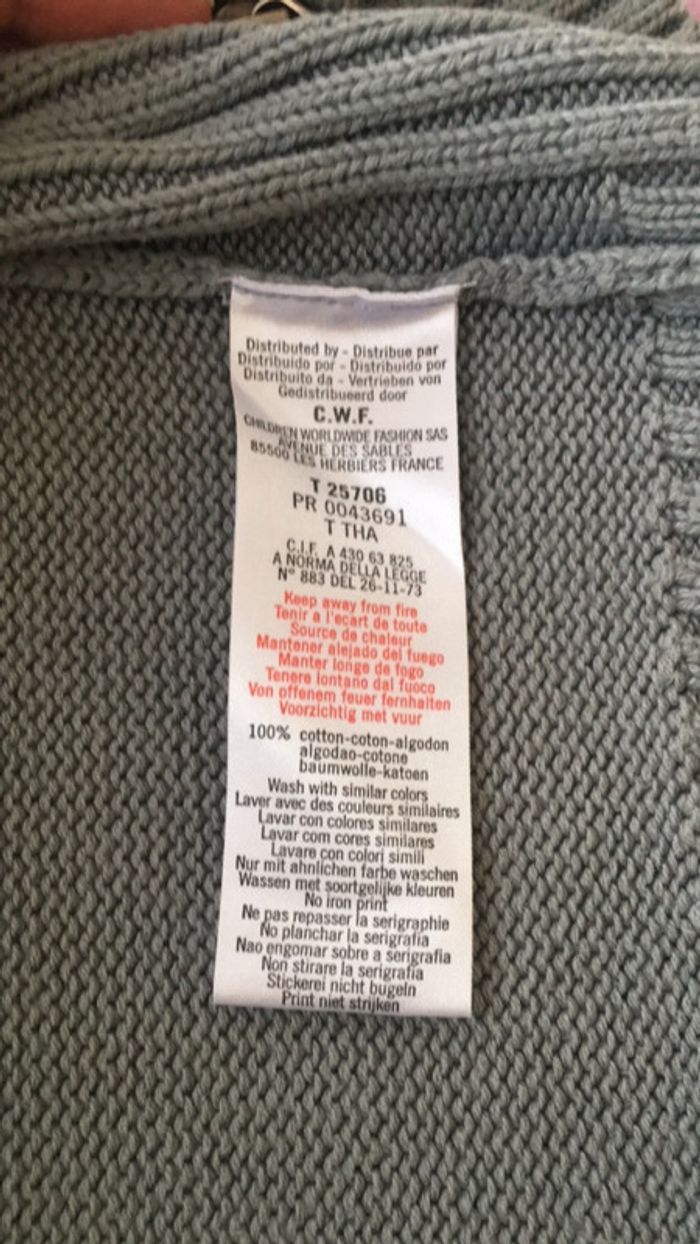 Distributed by - Distribue par
Distribuido por - Distribuido por
Distribuito da - Vertrieben von
Gedistribueerd door
C.W.F.
CHILDREN WORLDWIDE FASHION SAS
AVENUE DES SABLES
85500 LES HERBIERS FRANCE
T 25706
PR 0043691
T THA
C.I.F. A 430 63 825
A NORMA DELLA LEGGE
N° 883 DEL 26-11-73
Keep away from fire
Tenir a l'ecart de toute
Source de chaleur
Mantener alejado del fuego
Manter longe do fogo
Tenere lontano dal fuoco
Von offenem feuer fernhalten
Voorzichtig met vuur
100% cotton-coton-algodon
algodao-cotone
baumwolle-katoen
Wash with similar colors
Laver avec des couleurs similaires
Lavar con colores similares
Lavar com cores similares
Lavare con colori simili
Nur mit ahnlichen farbe waschen
Wassen met soortgelijke kleuren
No iron print
Ne pas repasser la serigraphie
No planchar la serigrafia
Nao engomar sobre a serigrafia
Non stirare la serigrafia
Stickerei nicht bugeln
Print niet strijken